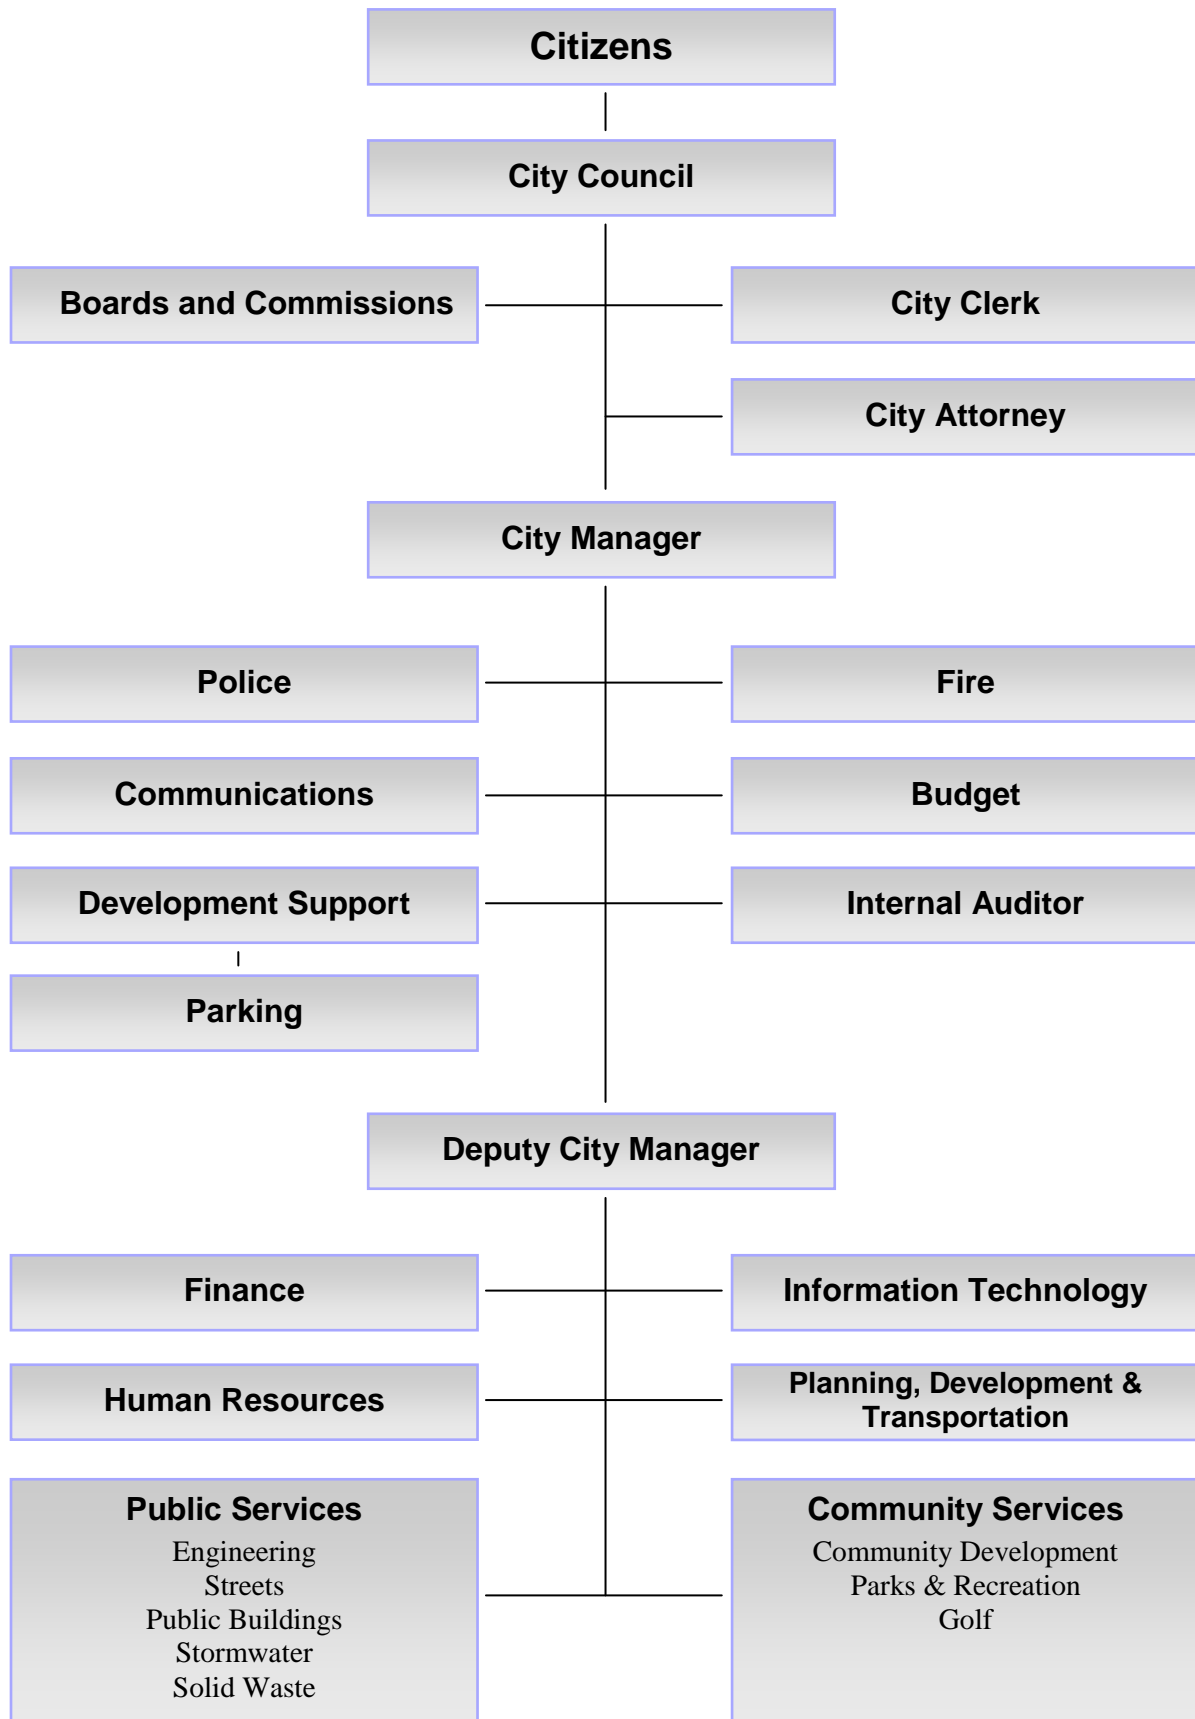 Citizens
City Council
Boards and Commissions
City Clerk
City Attorney
City Manager
Police
Fire
Communications
Budget
Development Support
Internal Auditor
Parking
Deputy City Manager
Finance
Information Technology
Human Resources
Planning, Development &
Transportation
Public Services
Engineering
Streets
Public Buildings
Stormwater
Solid Waste
Community Services
Community Development
Parks & Recreation
Golf